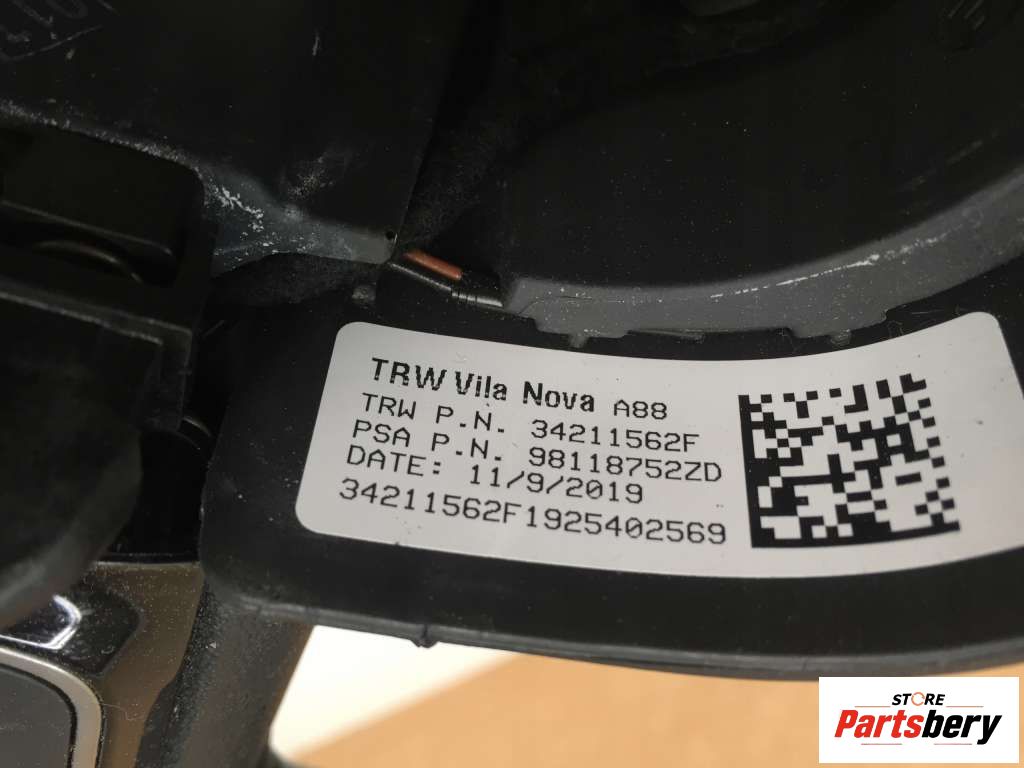 TRW Vila Nova A88
TRW P.N. 34211562F
PSA P.N. 98118752ZD
DATE: 11/9/2019
34211562F1925402569
STORE
Partsbery